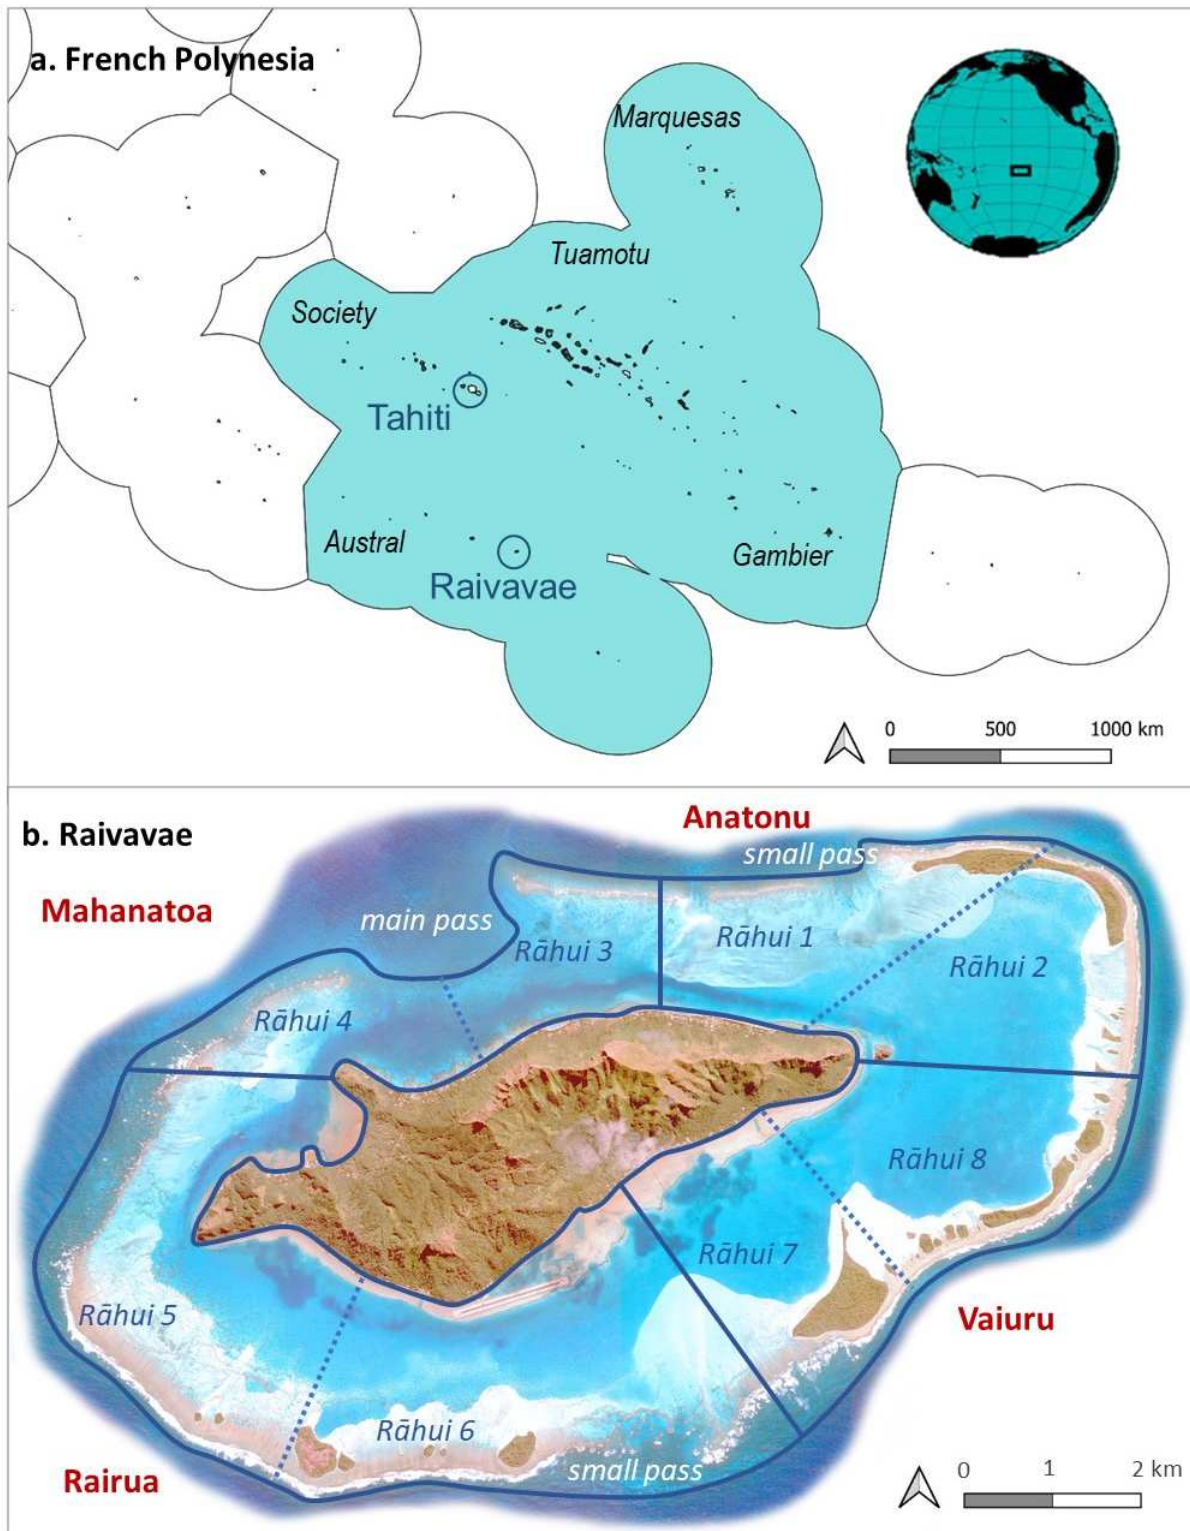 a. French Polynesia
Marquesas
Tuamotu
Society
Tahiti
Austral
Raivavae
Gambier
0 500 1000 km
b. Raivavae
Anatonu
small pass
Mahanatoa
main pass
Rāhui 1
Rāhui 3
Rāhui 2
Rāhui 4
Rāhui 8
Rāhui 7
Rāhui 5
Vaiuru
Rāhui 6
small pass
Rairua
0 1 2 km